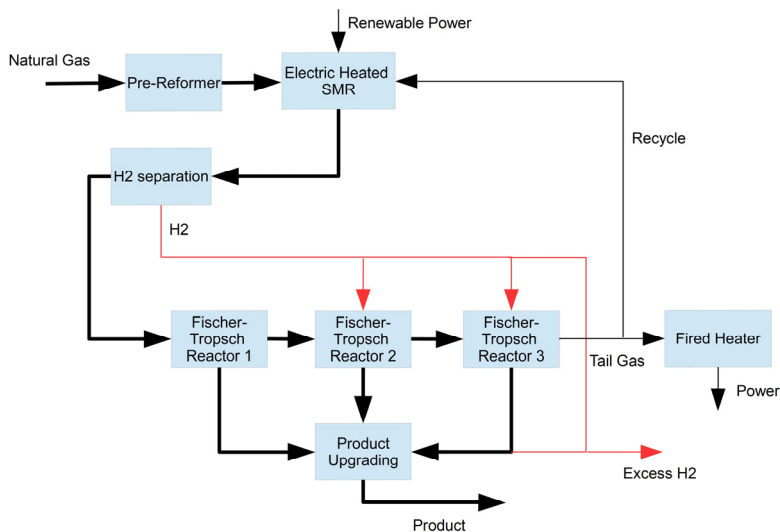 Renewable Power
Natural Gas
Pre-Reformer
Electric Heated
SMR
Recycle
H2 separation
H2
Fischer-
Tropsch
Reactor 1
Fischer-
Tropsch
Reactor 2
Fischer-
Tropsch
Reactor 3
Tail Gas
Fired Heater
Power
Product
Upgrading
Excess H2
Product